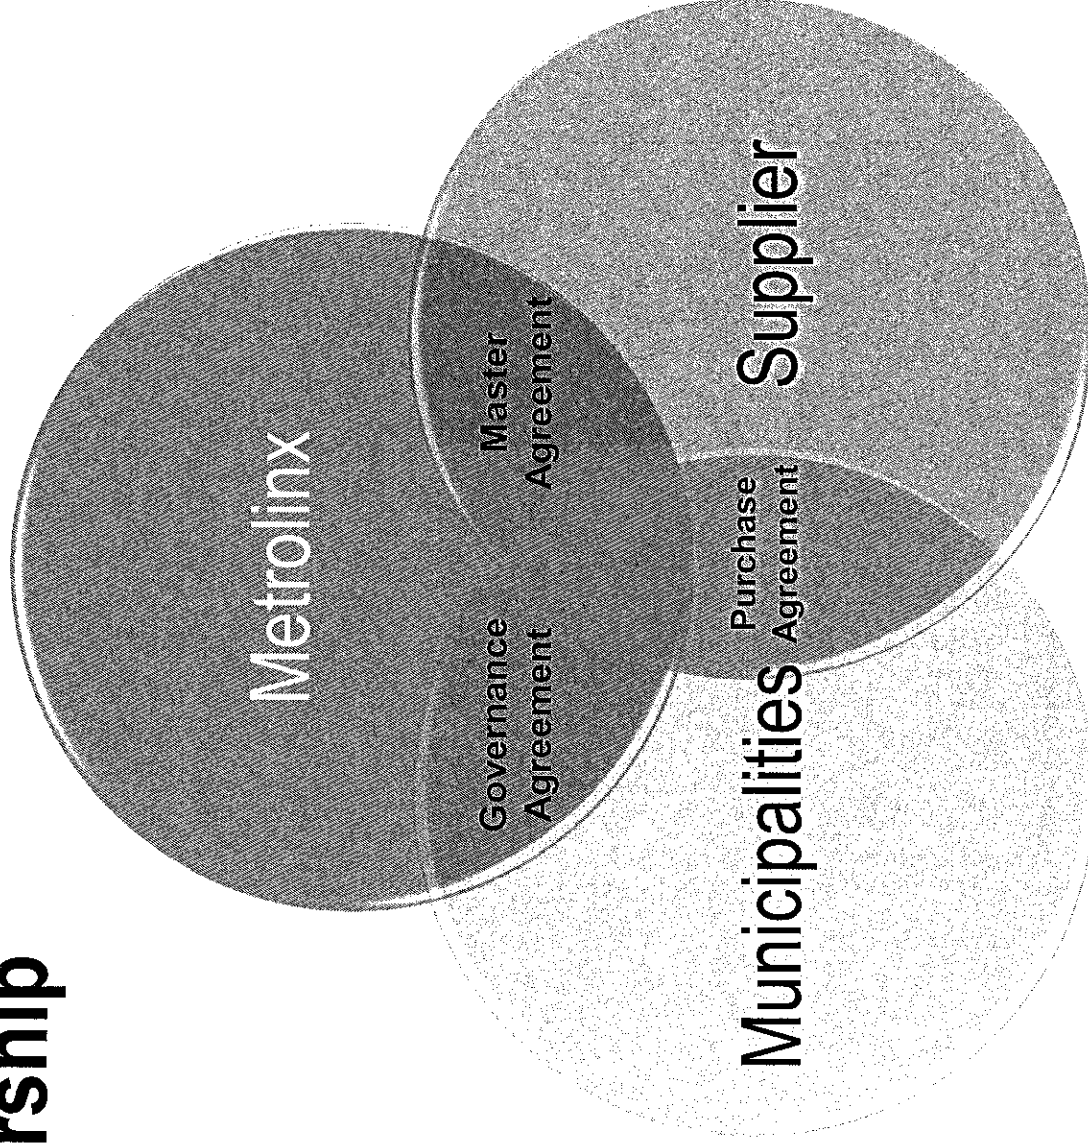 rship
Metrolinx
Governance
Agreement
Master
Agreement
Purchase
Agreement
Municipalities
Supplier